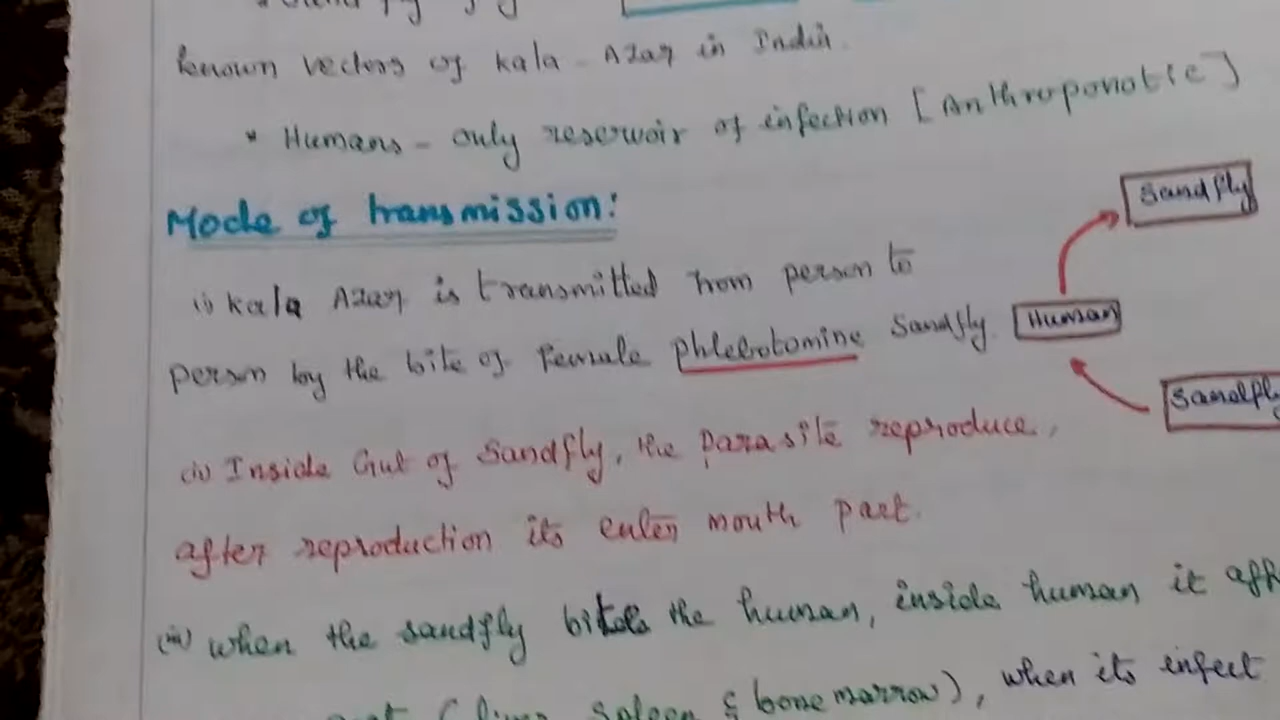 known vectors of kala-Azar in India.
* Humans - only reservoir of infection [Anthroponotic]
Mode of transmission:
Sandfly
(i) kala Azar is transmitted from person to
person by the bite of Female Phlebotomine Sandfly.
Human
Sandfly
(ii) Inside Gut of Sandfly, the Parasite reproduce,
after reproduction its enter mouth part.
(iii) when the sandfly bites the human, inside human it aff
(liver, spleen & bone marrow), when its infect